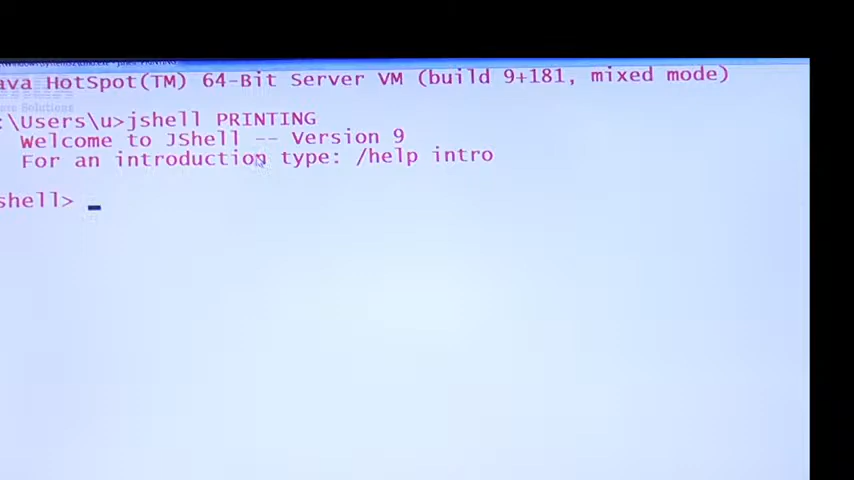 ava HotSpot(TM) 64-Bit Server VM (build 9+181, mixed mode)
:\Users\u>jshell PRINTING
Welcome to JShell -- Version 9
For an introduction type: /help intro
shell>